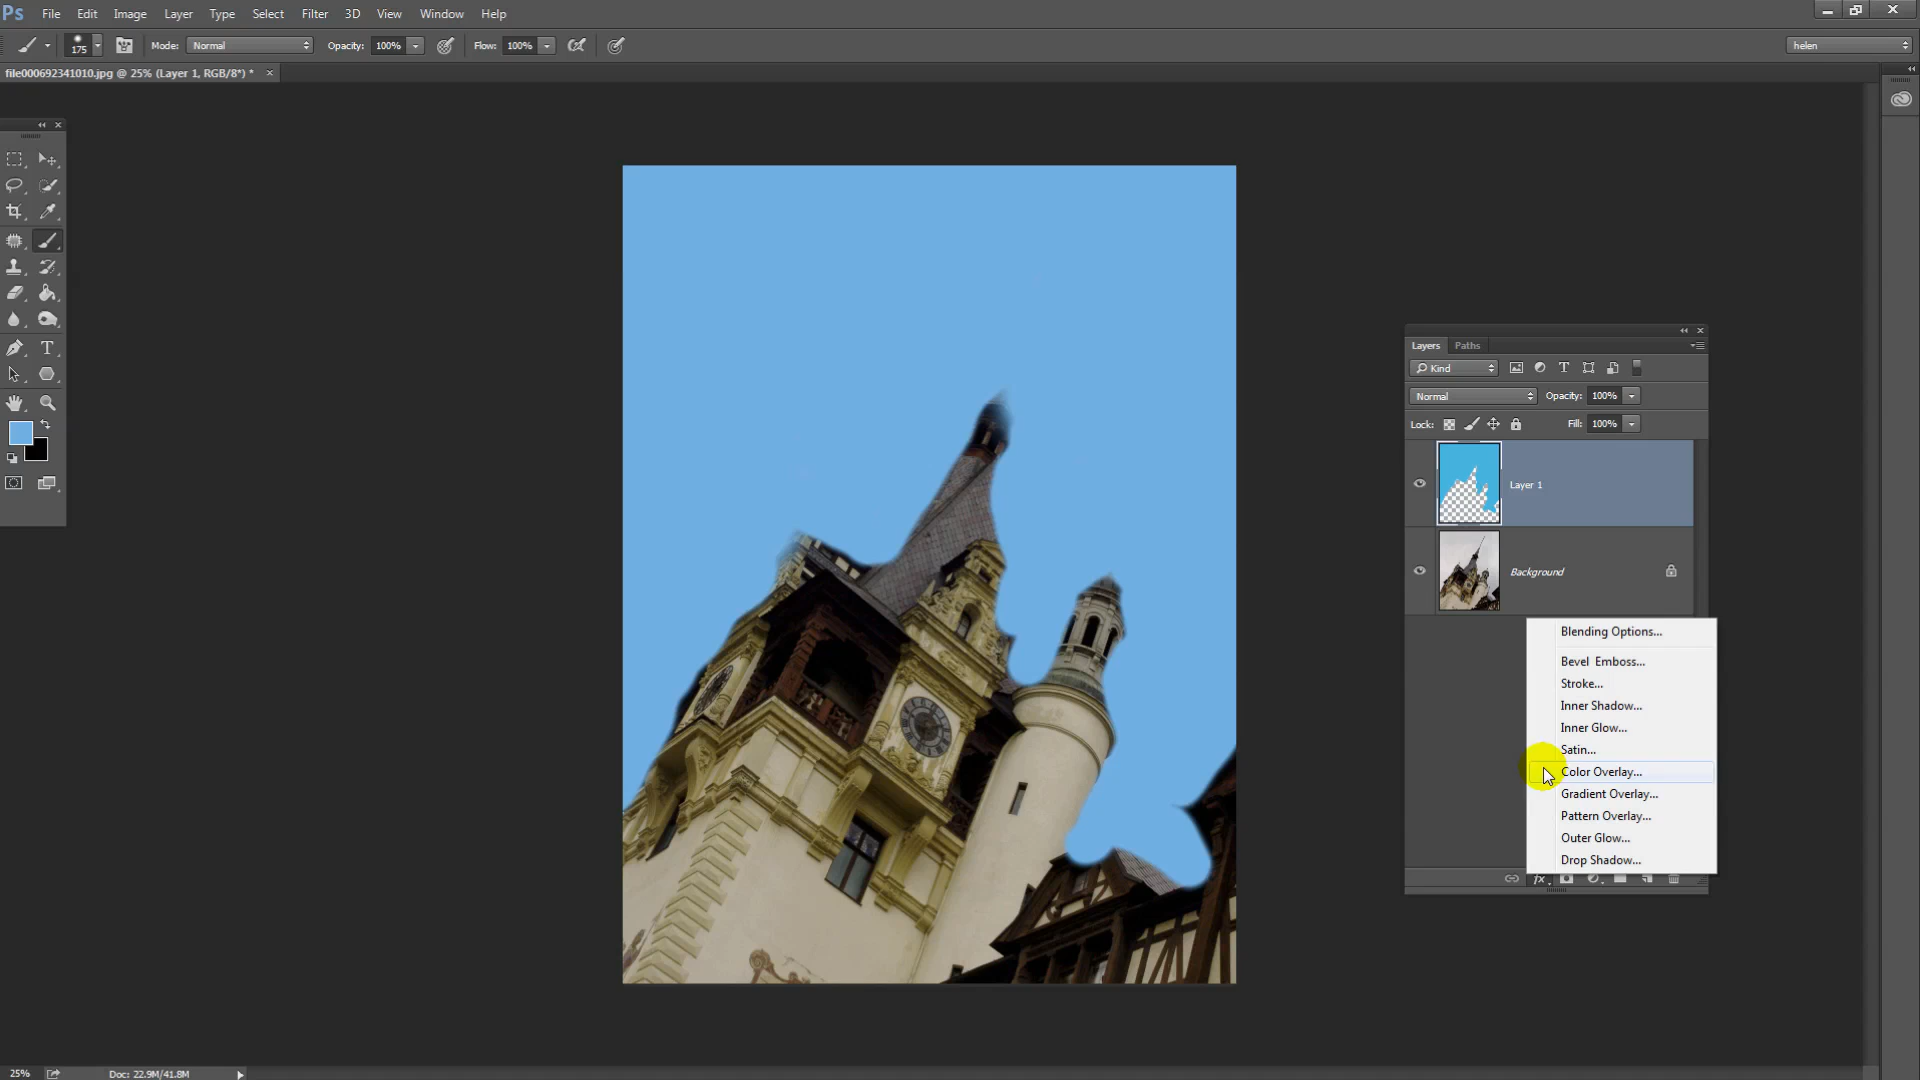 Ps File Edit Image Layer Type Select Filter 3D View Window Help
175 Mode: Normal Opacity: 100% Flow: 100% helen
file000692341010.jpg @ 25% (Layer 1, RGB/8*) * ×
Layers Paths
Kind
Normal Opacity: 100%
Lock: Fill: 100%
Layer 1
Background
Blending Options...
Bevel Emboss...
Stroke...
Inner Shadow...
Inner Glow...
Satin...
Color Overlay...
Gradient Overlay...
Pattern Overlay...
Outer Glow...
Drop Shadow...
fx
25% Doc: 22.9M/41.8M